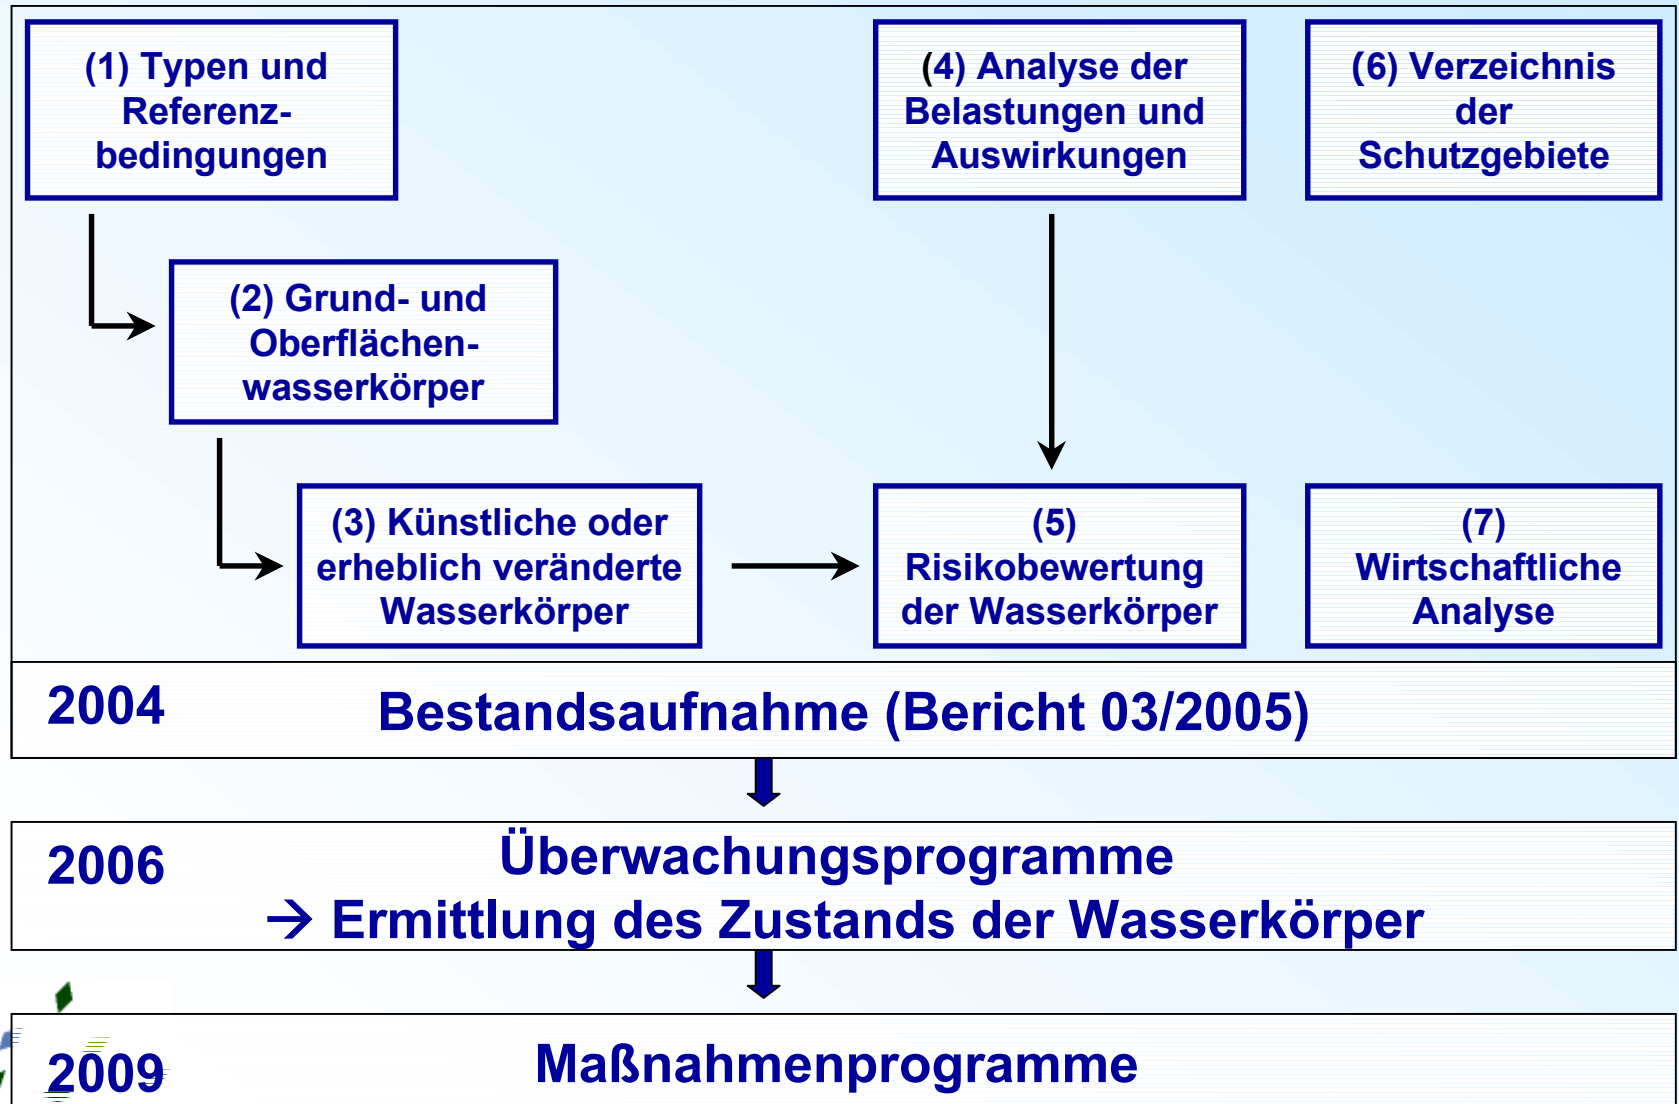 (1) Typen und
Referenz-
bedingungen
(2) Grund- und
Oberflächen-
wasserkörper
(3) Künstliche oder
erheblich veränderte
Wasserkörper
(4) Analyse der
Belastungen und
Auswirkungen
(5)
Risikobewertung
der Wasserkörper
(6) Verzeichnis
der
Schutzgebiete
(7)
Wirtschaftliche
Analyse
2004 Bestandsaufnahme (Bericht 03/2005)
2006 Überwachungsprogramme
→ Ermittlung des Zustands der Wasserkörper
2009 Maßnahmenprogramme